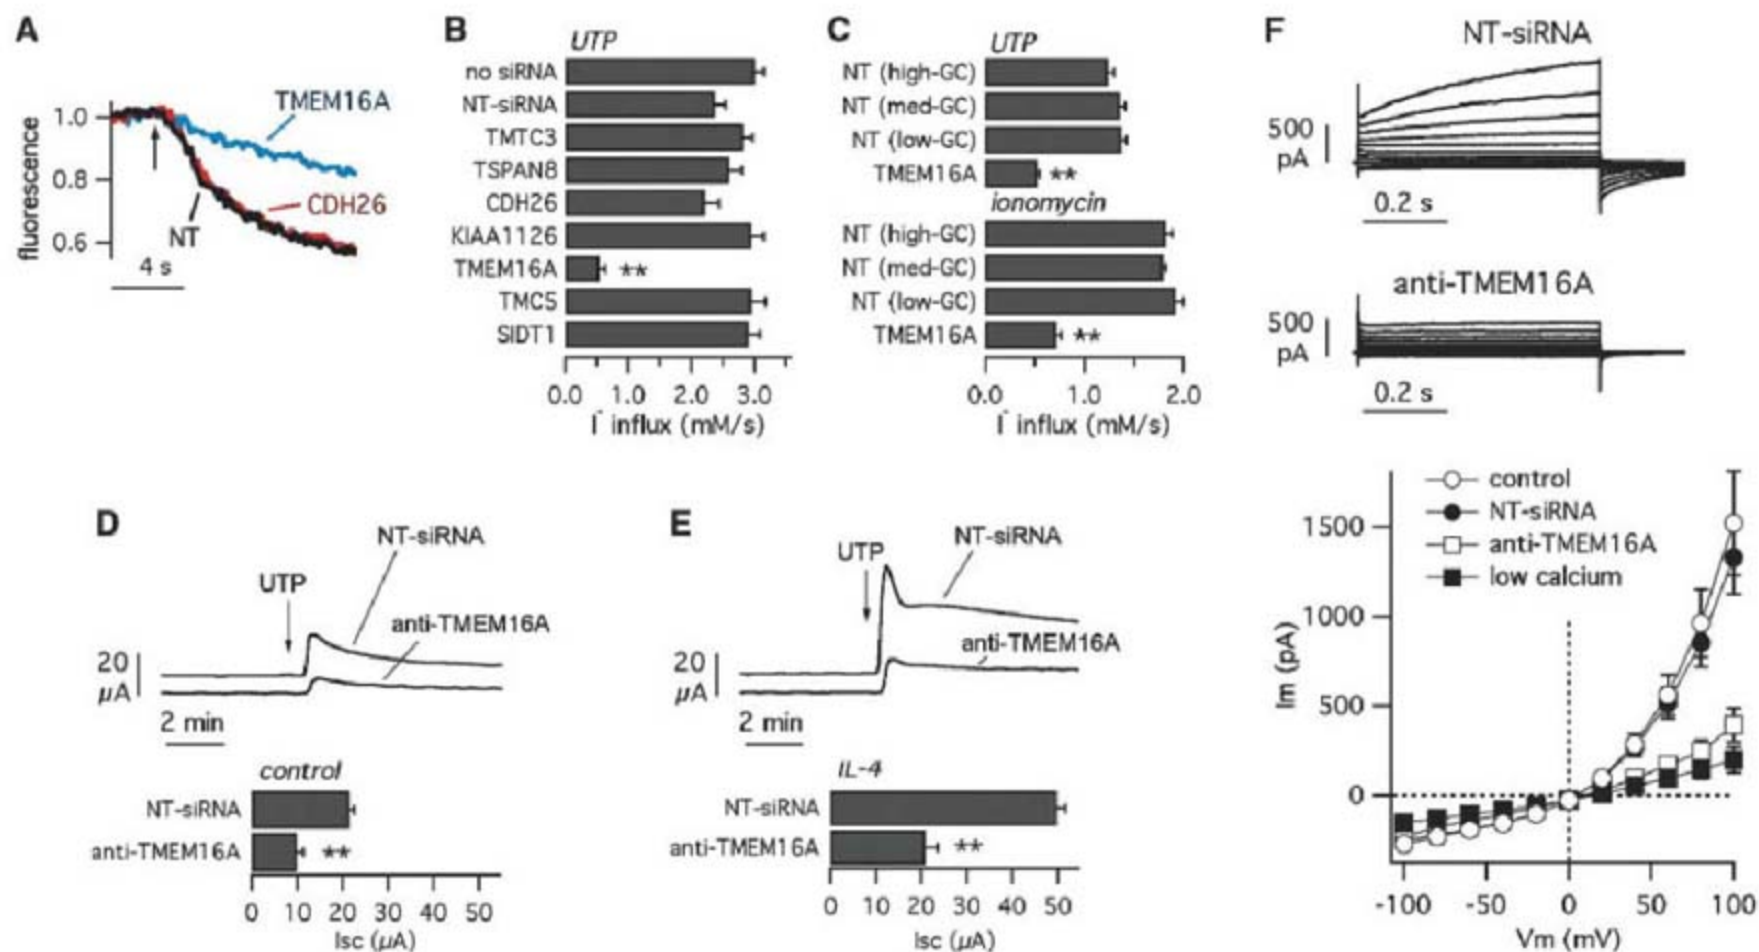 A
TMEM16A
fluorescence
1.0
0.8
0.6
CDH26
NT
4 s
B
UTP
no siRNA
NT-siRNA
TMTC3
TSPAN8
CDH26
KIAA1126
TMEM16A **
TMC5
SIDT1
0.0 1.0 2.0 3.0
I⁻ influx (mM/s)
C
UTP
NT (high-GC)
NT (med-GC)
NT (low-GC)
TMEM16A **
ionomycin
NT (high-GC)
NT (med-GC)
NT (low-GC)
TMEM16A **
0.0 1.0 2.0
I⁻ influx (mM/s)
D
NT-siRNA
UTP
anti-TMEM16A
20
µA
2 min
control
NT-siRNA
anti-TMEM16A **
0 10 20 30 40 50
Isc (µA)
E
NT-siRNA
UTP
anti-TMEM16A
20
µA
2 min
IL-4
NT-siRNA
anti-TMEM16A **
0 10 20 30 40 50
Isc (µA)
F
NT-siRNA
500
pA
0.2 s
anti-TMEM16A
500
pA
0.2 s
control
NT-siRNA
anti-TMEM16A
low calcium
1500
1000
500
0
Im (pA)
-100 -50 0 50 100
Vm (mV)